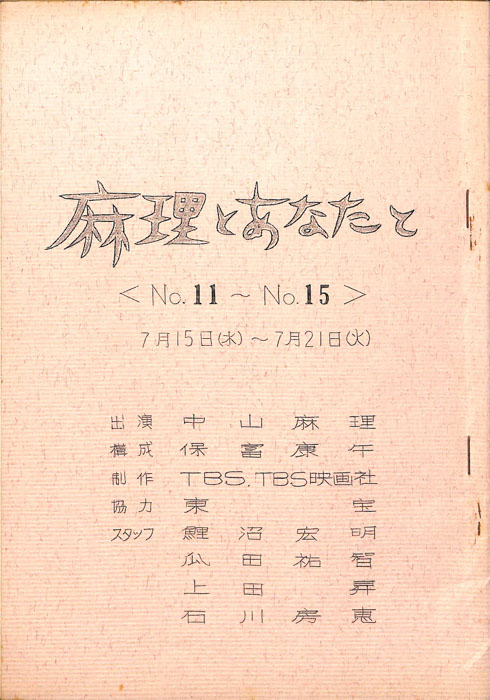 麻理とあなたと
< No.11 〜 No.15 >
7月15日(水)〜7月21日(火)
出演 中山麻理
構成 保富康午
制作 TBS.TBS映画社
協力 東宝
スタッフ 鯉沼宏明
瓜田祐智
上田昇
石川房恵